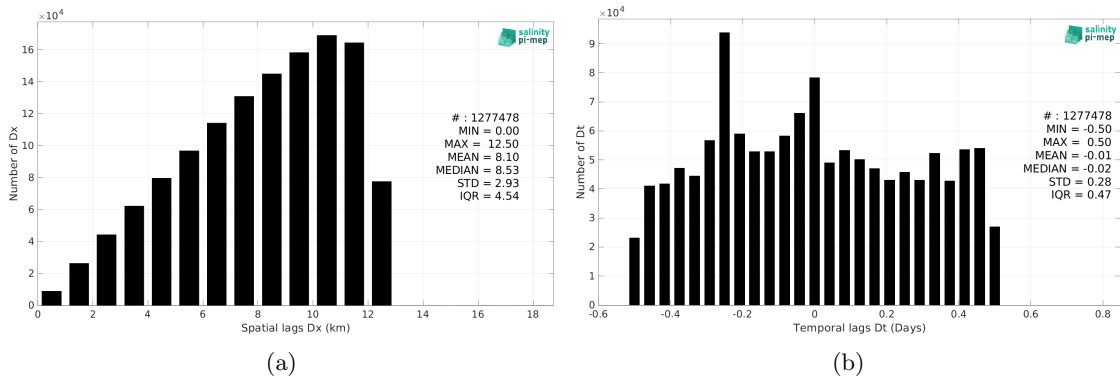 ×10⁴
18
16
14
12
10
8
6
4
2
0
Number of Dx
0 2 4 6 8 10 12 14 16 18
Spatial lags Dx (km)
salinity
pi-mep
# : 1277478
MIN = 0.00
MAX = 12.50
MEAN = 8.10
MEDIAN = 8.53
STD = 2.93
IQR = 4.54
(a)
×10⁴
9
8
7
6
5
4
3
2
1
0
Number of Dt
-0.6 -0.4 -0.2 0 0.2 0.4 0.6 0.8
Temporal lags Dt (Days)
salinity
pi-mep
# : 1277478
MIN = -0.50
MAX = 0.50
MEAN = -0.01
MEDIAN = -0.02
STD = 0.28
IQR = 0.47
(b)